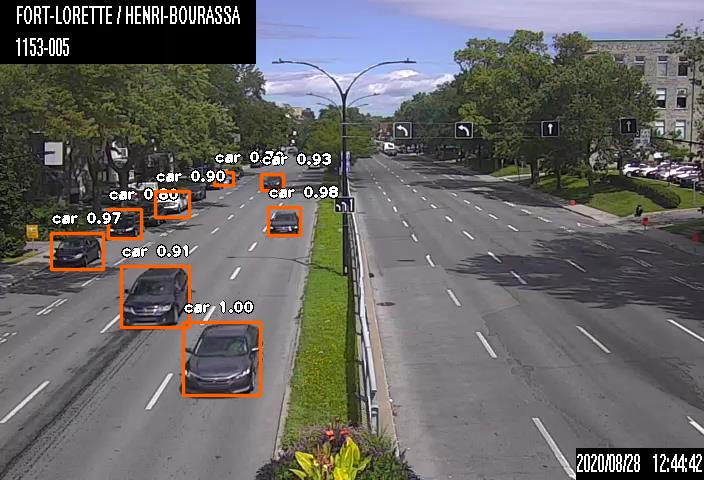 FORT-LORETTE / HENRI-BOURASSA
1153-005
car 0.93
car 0.90
car 0.98
car 0.97
car 0.91
car 1.00
2020/08/28 12:44:42